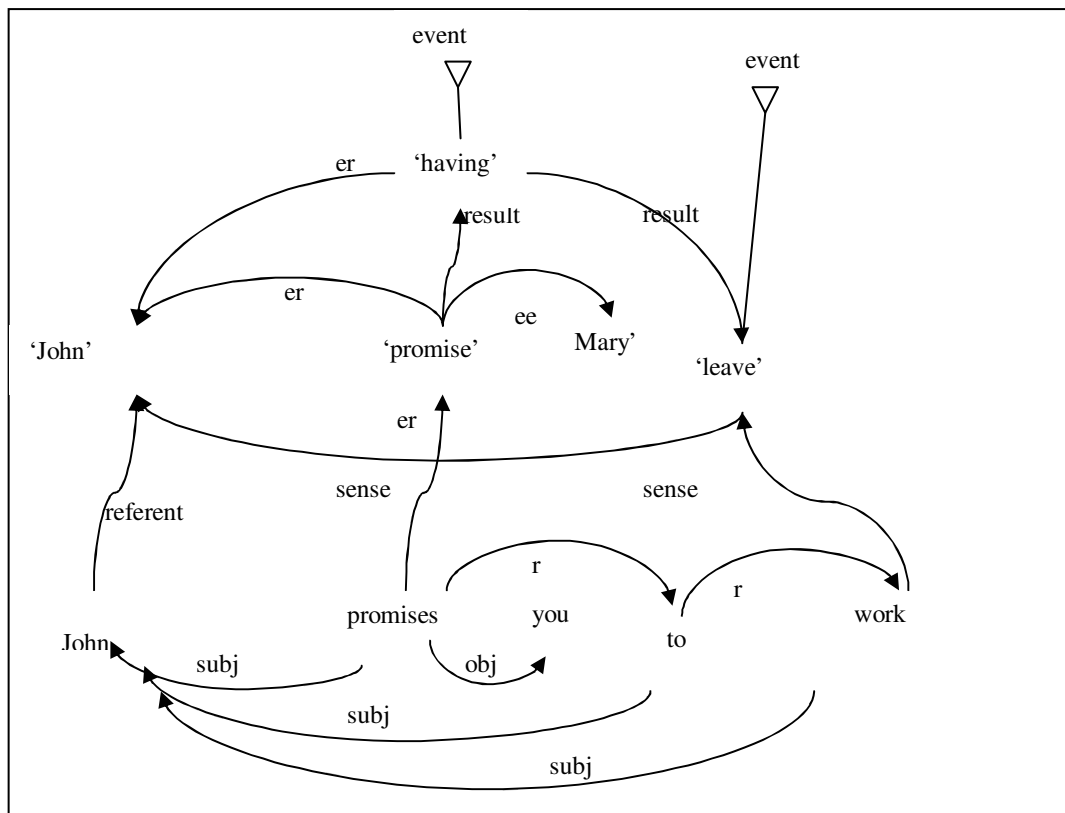 event
event
er
‘having’
result
result
er
ee
‘John’
‘promise’
Mary’
‘leave’
er
sense
sense
referent
r
r
promises
you
work
to
John
subj
obj
subj
subj